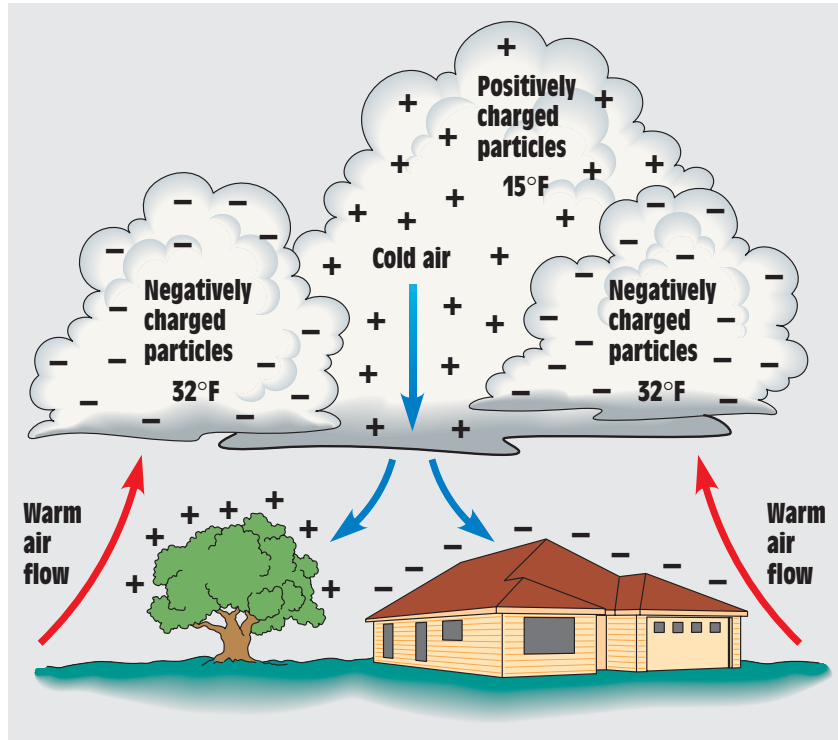 Positively
charged
particles
15°F
Cold air
Negatively
charged
particles
32°F
Negatively
charged
particles
32°F
Warm
air
flow
Warm
air
flow